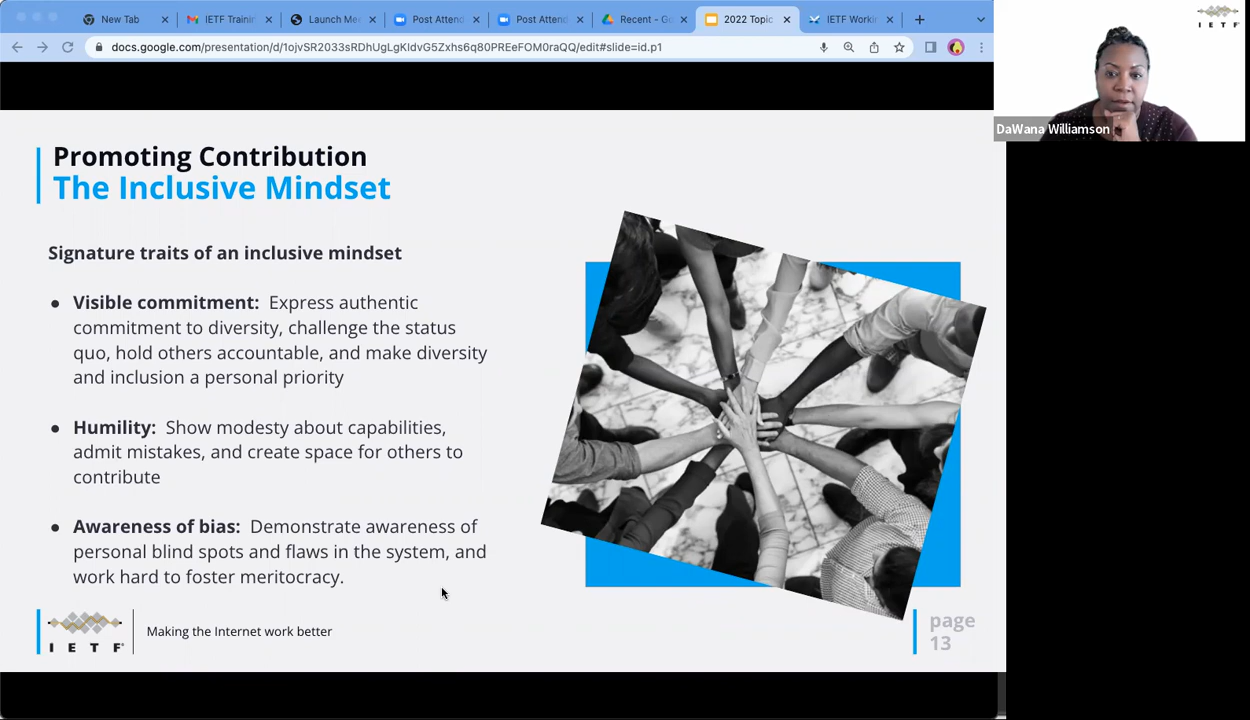 New Tab
IETF Trainin
Launch Mee
Post Attend
Post Attend
Recent - Go
2022 Topic
IETF Workin
docs.google.com/presentation/d/1ojvSR2033sRDhUgLgKIdvG5Zxhs6q80PREeFOM0raQQ/edit#slide=id.p1
IETF
DaWana Williamson
Promoting Contribution
The Inclusive Mindset
Signature traits of an inclusive mindset
● Visible commitment: Express authentic
commitment to diversity, challenge the status
quo, hold others accountable, and make diversity
and inclusion a personal priority
● Humility: Show modesty about capabilities,
admit mistakes, and create space for others to
contribute
● Awareness of bias: Demonstrate awareness of
personal blind spots and flaws in the system, and
work hard to foster meritocracy.
I E T F®
Making the Internet work better
page
13